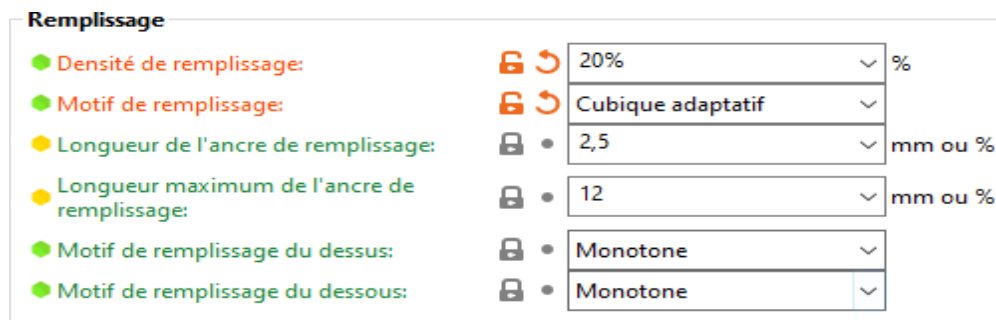 Remplissage
Densité de remplissage: 20% %
Motif de remplissage: Cubique adaptatif
Longueur de l'ancre de remplissage: 2,5 mm ou %
Longueur maximum de l'ancre de
remplissage: 12 mm ou %
Motif de remplissage du dessus: Monotone
Motif de remplissage du dessous: Monotone